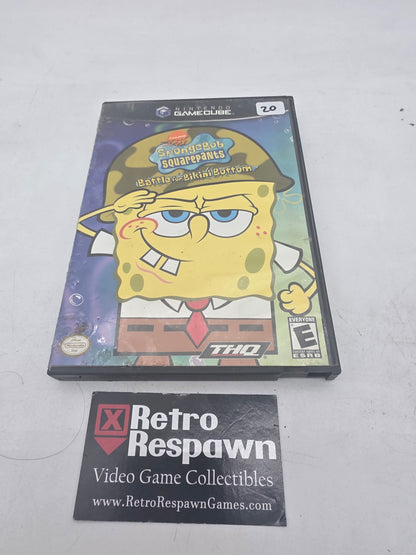 NINTENDO
GAMECUBE
20
NICKELODEON
SpongeBob
SQUAREPANTS
Battle for Bikini Bottom
THQ
EVERYONE
E
ESRB
Retro
Respawn
Video Game Collectibles
www.RetroRespawnGames.com